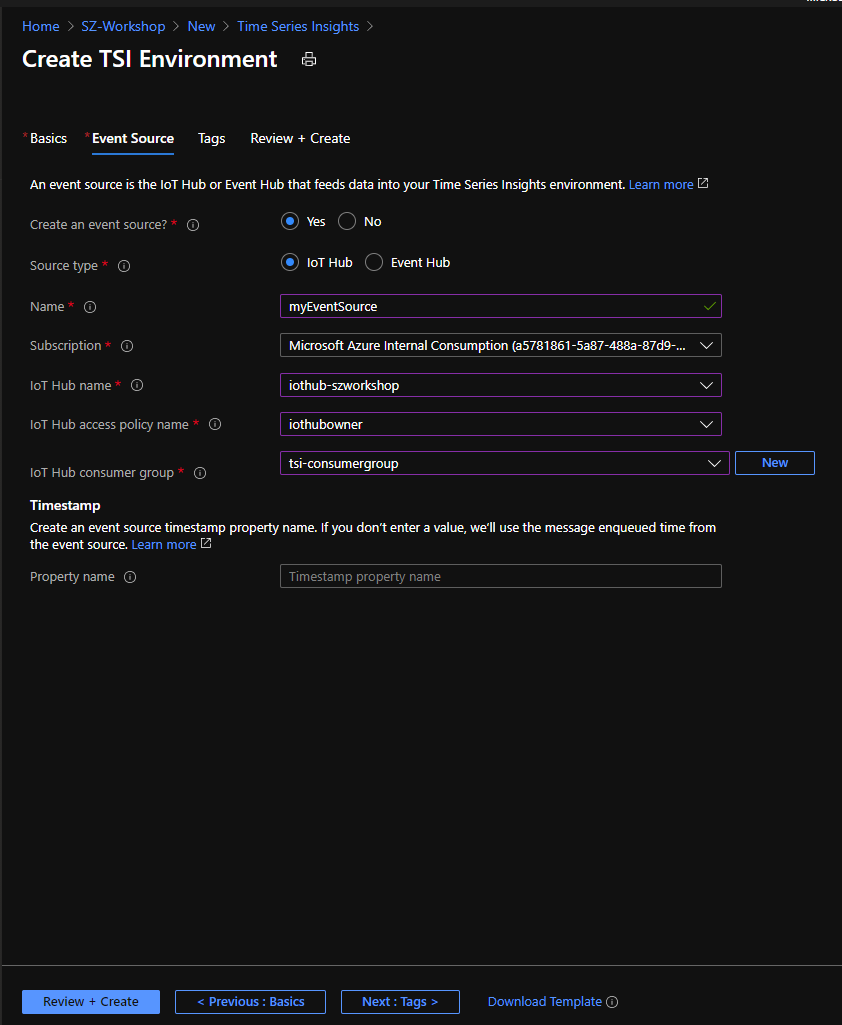 Home > SZ-Workshop > New > Time Series Insights >
Create TSI Environment
* Basics * Event Source Tags Review + Create
An event source is the IoT Hub or Event Hub that feeds data into your Time Series Insights environment. Learn more
Create an event source? * Yes No
Source type * IoT Hub Event Hub
Name * myEventSource
Subscription * Microsoft Azure Internal Consumption (a5781861-5a87-488a-87d9-...
IoT Hub name * iothub-szworkshop
IoT Hub access policy name * iothubowner
IoT Hub consumer group * tsi-consumergroup New
Timestamp
Create an event source timestamp property name. If you don't enter a value, we'll use the message enqueued time from
the event source. Learn more
Property name Timestamp property name
Review + Create < Previous : Basics Next : Tags > Download Template